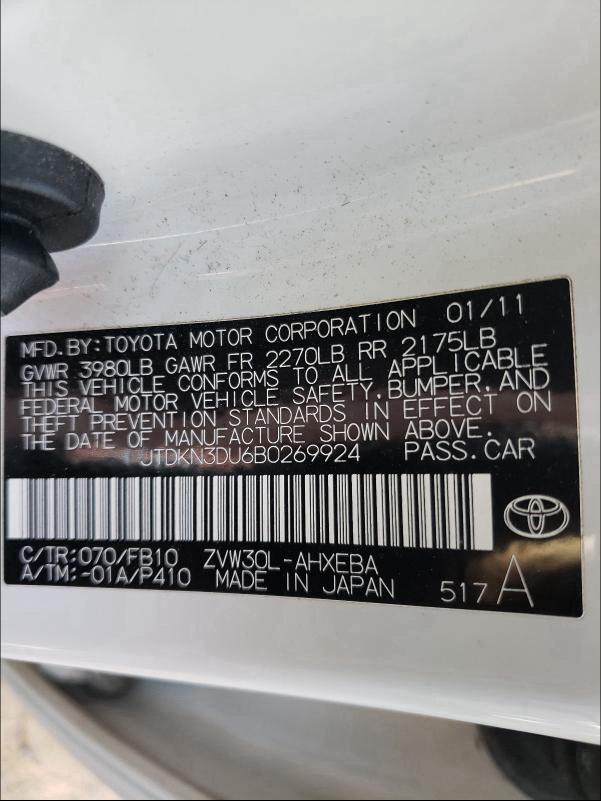 MFD.BY:TOYOTA MOTOR CORPORATION 01/11
GVWR 3980LB GAWR FR 2270LB RR 2175LB
THIS VEHICLE CONFORMS TO ALL APPLICABLE
FEDERAL MOTOR VEHICLE SAFETY,BUMPER,AND
THEFT PREVENTION STANDARDS IN EFFECT ON
THE DATE OF MANUFACTURE SHOWN ABOVE.
JTDKN3DU6B0269924 PASS.CAR
C/TR:070/FB10 ZVW30L-AHXEBA
A/TM:-01A/P410 MADE IN JAPAN 517A